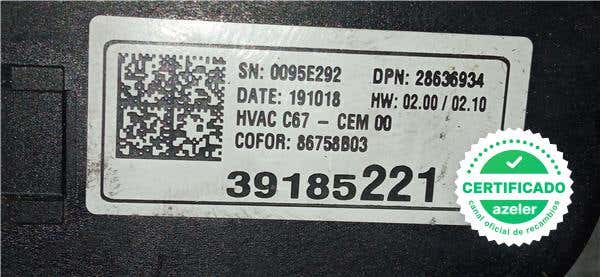 SN: 0095E292 DPN: 28636934
DATE: 191018 HW: 02.00 / 02.10
HVAC C67 - CEM 00
COFOR: 86758B03
39185221
CERTIFICADO
azeler
canal oficial de recambios